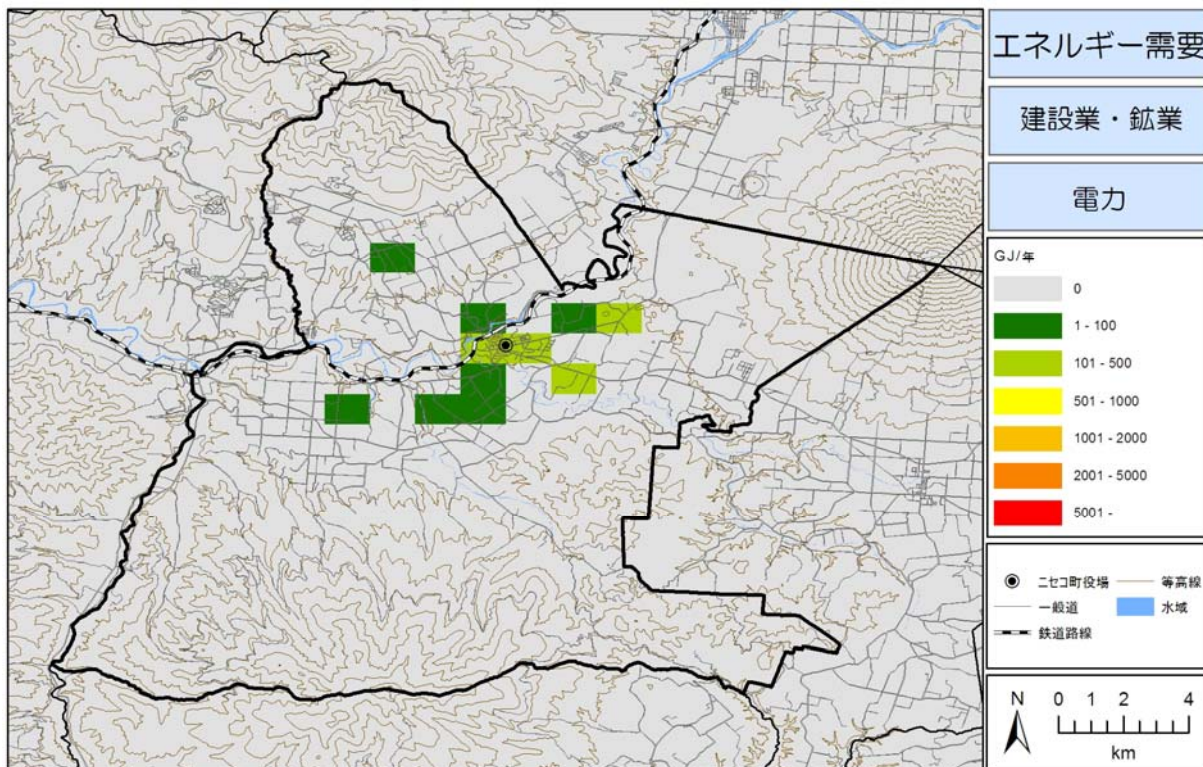 エネルギー需要
建設業・鉱業
電力
GJ/年
0
1 - 100
101 - 500
501 - 1000
1001 - 2000
2001 - 5000
5001 -
ニセコ町役場 等高線
一般道 水域
鉄道路線
N 0 1 2 4
km